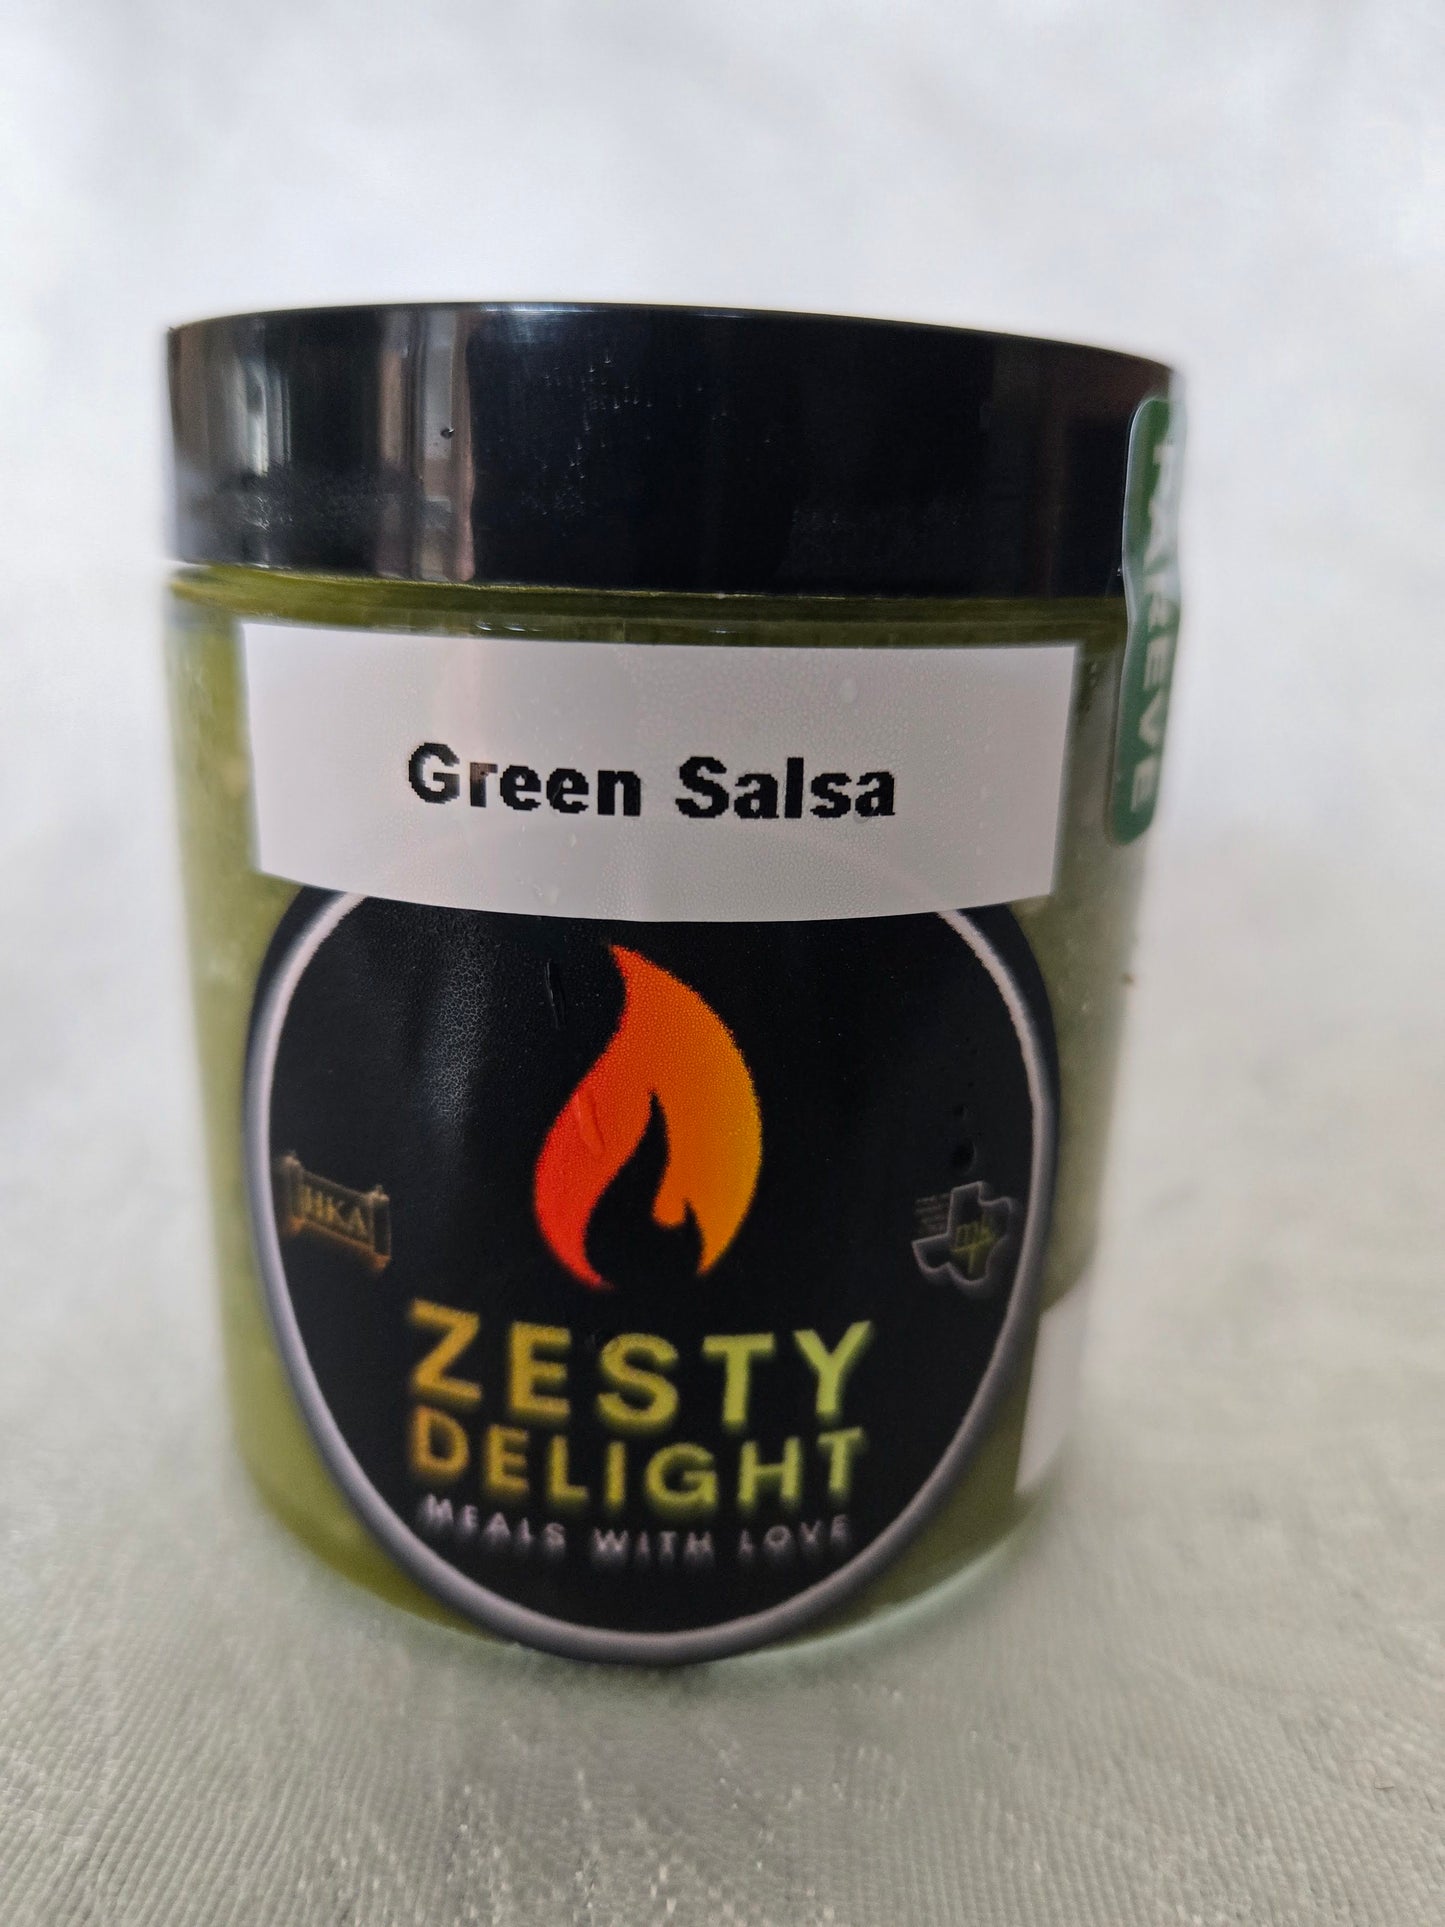 PAREVE
Green Salsa
HKA
ZESTY
DELIGHT
MEALS WITH LOVE